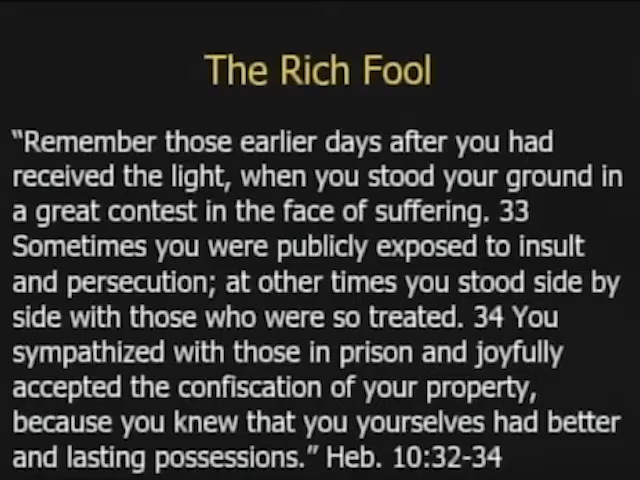 The Rich Fool
“Remember those earlier days after you had
received the light, when you stood your ground in
a great contest in the face of suffering. 33
Sometimes you were publicly exposed to insult
and persecution; at other times you stood side by
side with those who were so treated. 34 You
sympathized with those in prison and joyfully
accepted the confiscation of your property,
because you knew that you yourselves had better
and lasting possessions.” Heb. 10:32-34